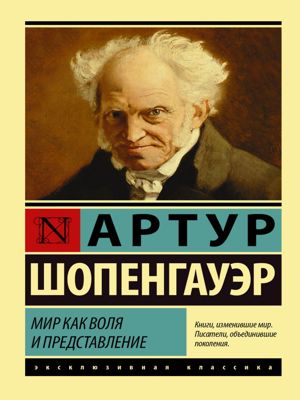 N АРТУР
ШОПЕНГАУЭР
МИР КАК ВОЛЯ
И ПРЕДСТАВЛЕНИЕ
Книги, изменившие мир.
Писатели, объединившие
поколения.
эксклюзивная классика